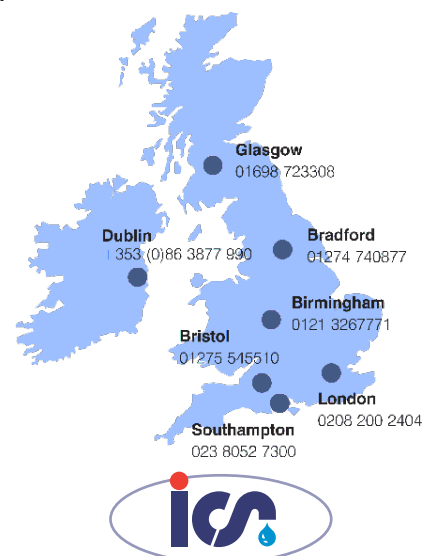 Glasgow
01698 723308
Dublin
353 (0)86 3877 990
Bradford
01274 740877
Birmingham
0121 3267771
Bristol
01275 545510
London
0208 200 2404
Southampton
023 8052 7300
ics